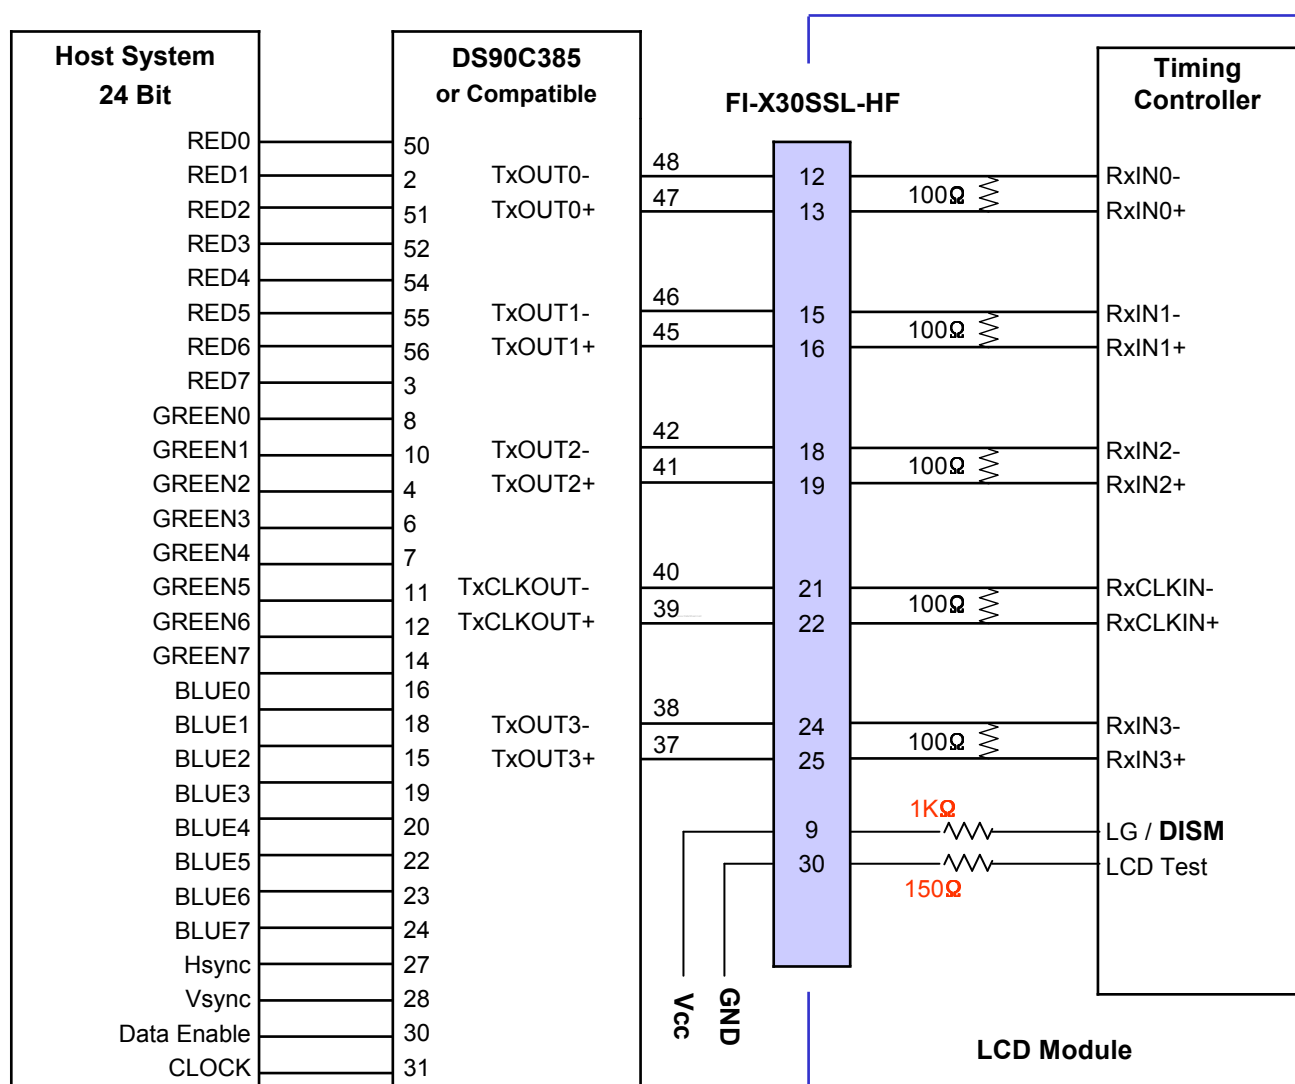 Host System
24 Bit
RED0
RED1
RED2
RED3
RED4
RED5
RED6
RED7
GREEN0
GREEN1
GREEN2
GREEN3
GREEN4
GREEN5
GREEN6
GREEN7
BLUE0
BLUE1
BLUE2
BLUE3
BLUE4
BLUE5
BLUE6
BLUE7
Hsync
Vsync
Data Enable
CLOCK
DS90C385
or Compatible
50
2
51
52
54
55
56
3
8
10
4
6
7
11
12
14
16
18
15
19
20
22
23
24
27
28
30
31
TxOUT0-
TxOUT0+
TxOUT1-
TxOUT1+
TxOUT2-
TxOUT2+
TxCLKOUT-
TxCLKOUT+
TxOUT3-
TxOUT3+
48
47
46
45
42
41
40
39
38
37
Vcc
GND
FI-X30SSL-HF
12
13
15
16
18
19
21
22
24
25
9
30
100Ω
100Ω
100Ω
100Ω
100Ω
1KΩ
150Ω
Timing
Controller
RxIN0-
RxIN0+
RxIN1-
RxIN1+
RxIN2-
RxIN2+
RxCLKIN-
RxCLKIN+
RxIN3-
RxIN3+
LG / DISM
LCD Test
LCD Module